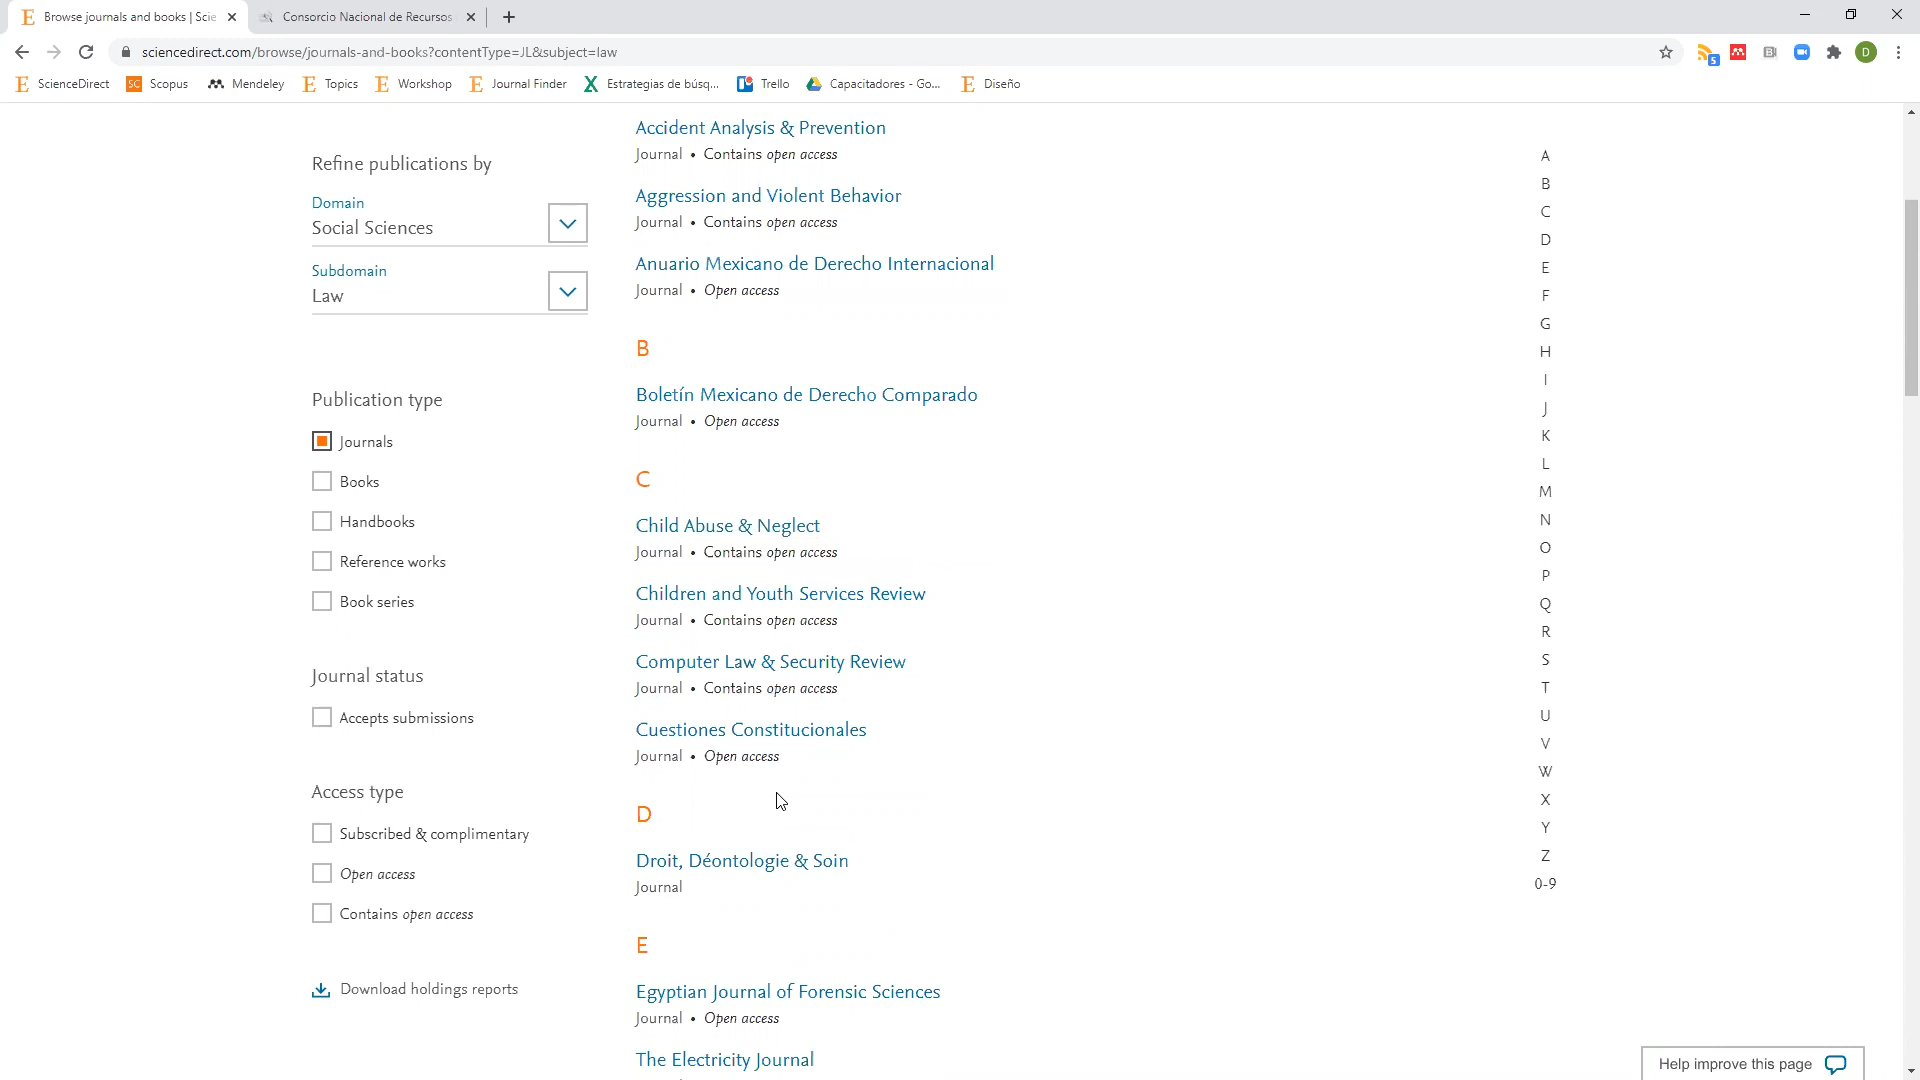 Browse journals and books | Scie
Consorcio Nacional de Recursos
sciencedirect.com/browse/journals-and-books?contentType=JL&subject=law
5
D
ScienceDirect
SC Scopus
Mendeley
Topics
Workshop
Journal Finder
Estrategias de búsq...
Trello
Capacitadores - Go...
Diseño
Refine publications by
Domain
Social Sciences
Subdomain
Law
Publication type
Journals
Books
Handbooks
Reference works
Book series
Journal status
Accepts submissions
Access type
Subscribed & complimentary
Open access
Contains open access
Download holdings reports
Accident Analysis & Prevention
Journal • Contains open access
Aggression and Violent Behavior
Journal • Contains open access
Anuario Mexicano de Derecho Internacional
Journal • Open access
B
Boletín Mexicano de Derecho Comparado
Journal • Open access
C
Child Abuse & Neglect
Journal • Contains open access
Children and Youth Services Review
Journal • Contains open access
Computer Law & Security Review
Journal • Contains open access
Cuestiones Constitucionales
Journal • Open access
D
Droit, Déontologie & Soin
Journal
E
Egyptian Journal of Forensic Sciences
Journal • Open access
The Electricity Journal
A
B
C
D
E
F
G
H
I
J
K
L
M
N
O
P
Q
R
S
T
U
V
W
X
Y
Z
0-9
Help improve this page